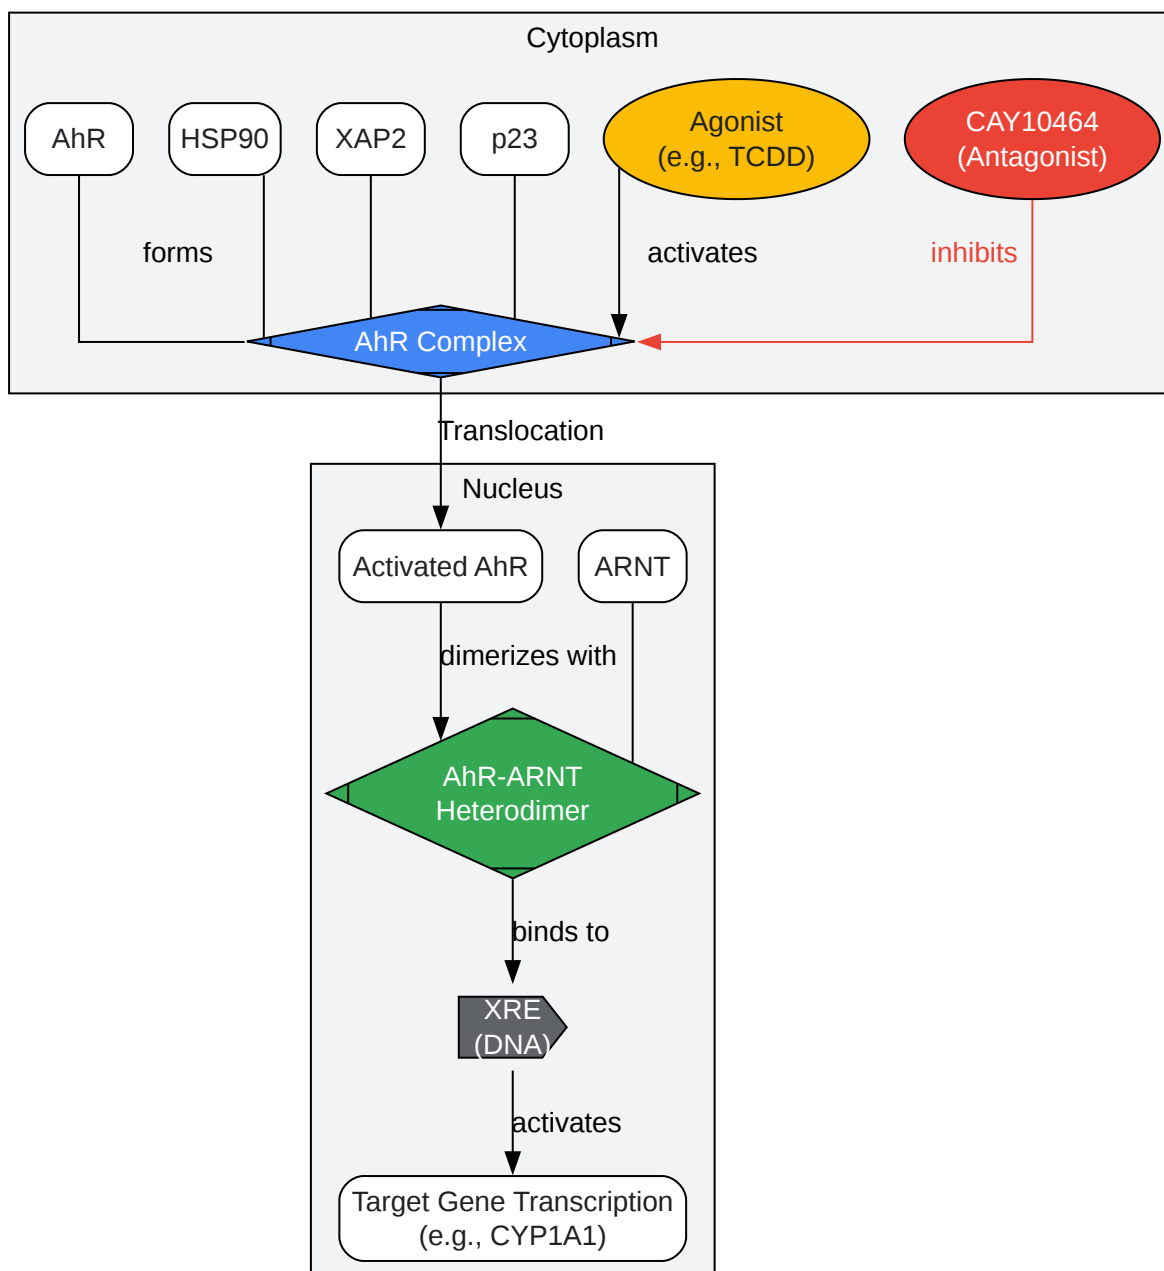 Cytoplasm
AhR
HSP90
XAP2
p23
Agonist
(e.g., TCDD)
CAY10464
(Antagonist)
forms
activates
inhibits
AhR Complex
Translocation
Nucleus
Activated AhR
ARNT
dimerizes with
AhR-ARNT
Heterodimer
binds to
XRE
(DNA)
activates
Target Gene Transcription
(e.g., CYP1A1)